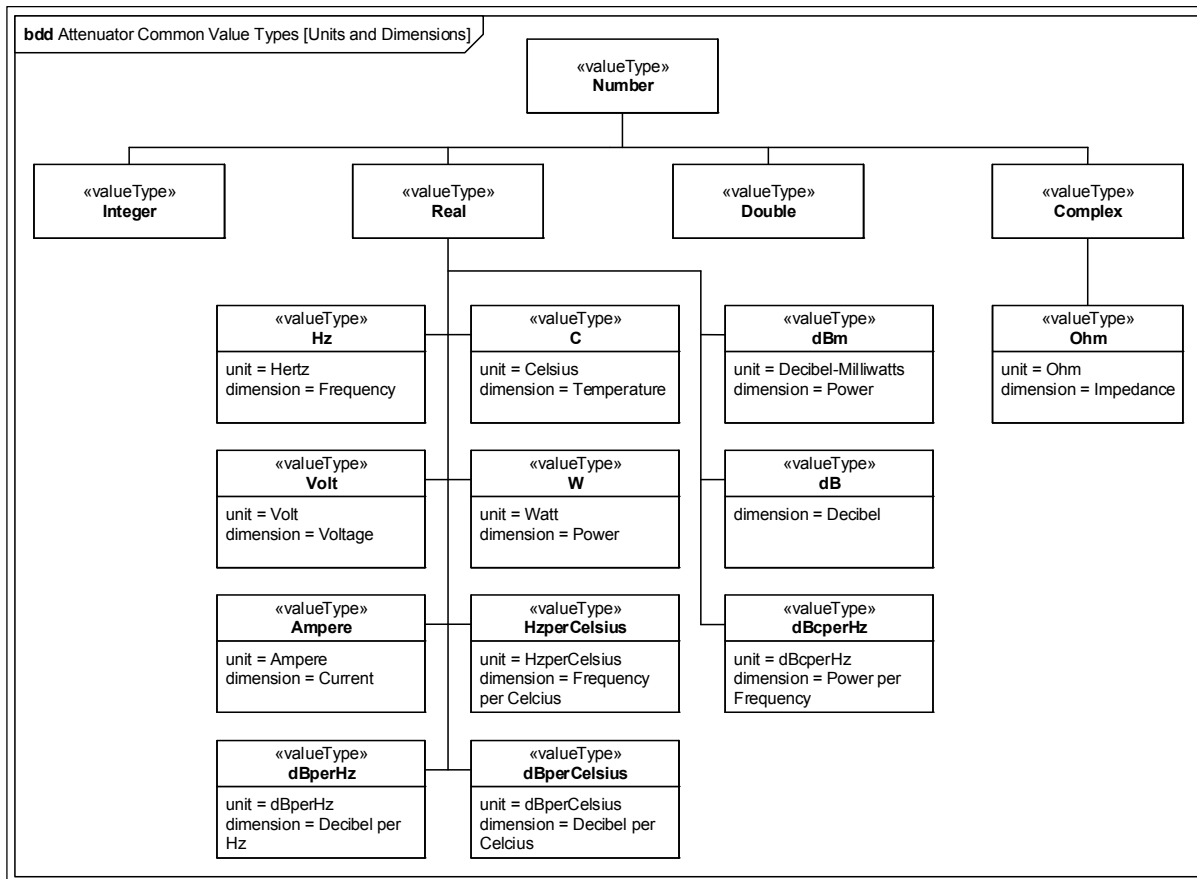 bdd Attenuator Common Value Types [Units and Dimensions]
«valueType»
Number
«valueType»
Integer
«valueType»
Real
«valueType»
Double
«valueType»
Complex
«valueType»
Hz
unit = Hertz
dimension = Frequency
«valueType»
C
unit = Celsius
dimension = Temperature
«valueType»
dBm
unit = Decibel-Milliwatts
dimension = Power
«valueType»
Ohm
unit = Ohm
dimension = Impedance
«valueType»
Volt
unit = Volt
dimension = Voltage
«valueType»
W
unit = Watt
dimension = Power
«valueType»
dB
dimension = Decibel
«valueType»
Ampere
unit = Ampere
dimension = Current
«valueType»
HzperCelsius
unit = HzperCelsius
dimension = Frequency
per Celcius
«valueType»
dBcperHz
unit = dBcperHz
dimension = Power per
Frequency
«valueType»
dBperHz
unit = dBperHz
dimension = Decibel per
Hz
«valueType»
dBperCelsius
unit = dBperCelsius
dimension = Decibel per
Celcius